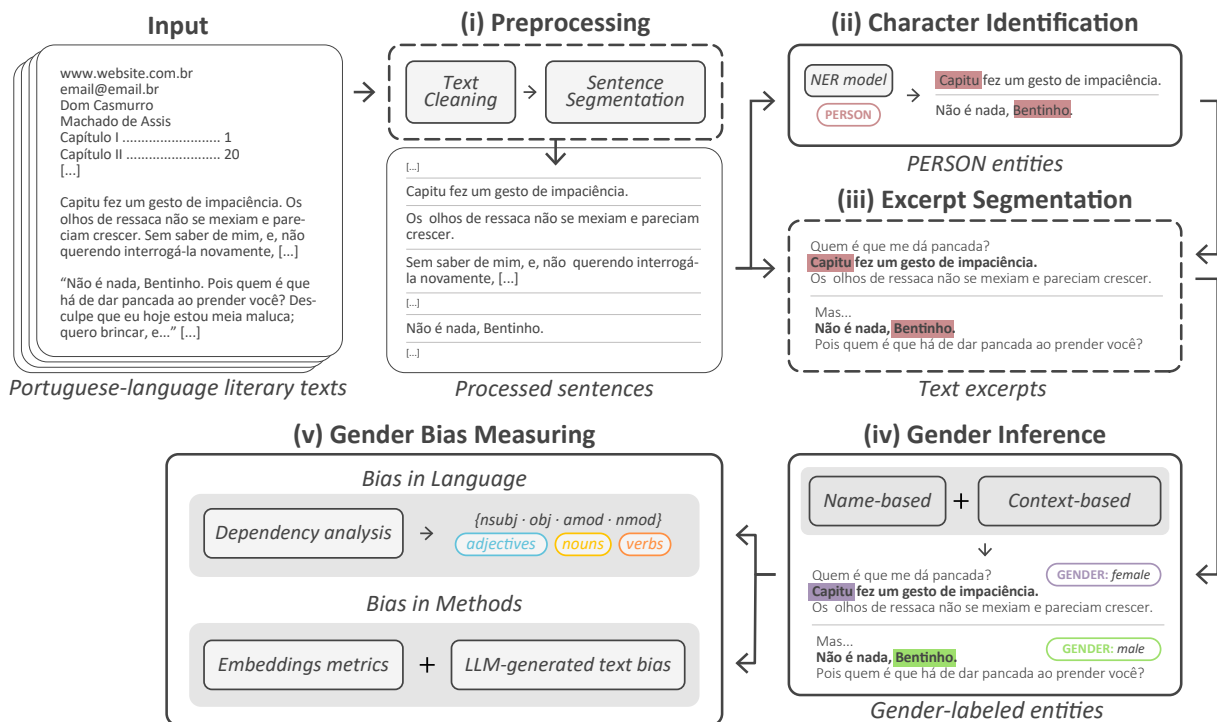 Input
www.website.com.br
email@email.br
Dom Casmurro
Machado de Assis
Capítulo I ......................... 1
Capítulo II ........................ 20
[...]
Capitu fez um gesto de impaciência. Os
olhos de ressaca não se mexiam e pare-
ciam crescer. Sem saber de mim, e, não
querendo interrogá-la novamente, [...]
“Não é nada, Bentinho. Pois quem é que
há de dar pancada ao prender você? Des-
culpe que eu hoje estou meia maluca;
quero brincar, e...” [...]
Portuguese-language literary texts
(i) Preprocessing
Text
Cleaning
Sentence
Segmentation
[...]
Capitu fez um gesto de impaciência.
Os olhos de ressaca não se mexiam e pareciam
crescer.
Sem saber de mim, e, não querendo interrogá-
la novamente, [...]
[...]
Não é nada, Bentinho.
[...]
Processed sentences
(ii) Character Identification
NER model
PERSON
Capitu fez um gesto de impaciência.
Não é nada, Bentinho.
PERSON entities
(iii) Excerpt Segmentation
Quem é que me dá pancada?
Capitu fez um gesto de impaciência.
Os olhos de ressaca não se mexiam e pareciam crescer.
Mas...
Não é nada, Bentinho.
Pois quem é que há de dar pancada ao prender você?
Text excerpts
(iv) Gender Inference
Name-based
+
Context-based
Quem é que me dá pancada?
GENDER: female
Capitu fez um gesto de impaciência.
Os olhos de ressaca não se mexiam e pareciam crescer.
Mas...
GENDER: male
Não é nada, Bentinho.
Pois quem é que há de dar pancada ao prender você?
Gender-labeled entities
(v) Gender Bias Measuring
Bias in Language
Dependency analysis
{nsubj · obj · amod · nmod}
adjectives
nouns
verbs
Bias in Methods
Embeddings metrics
+
LLM-generated text bias